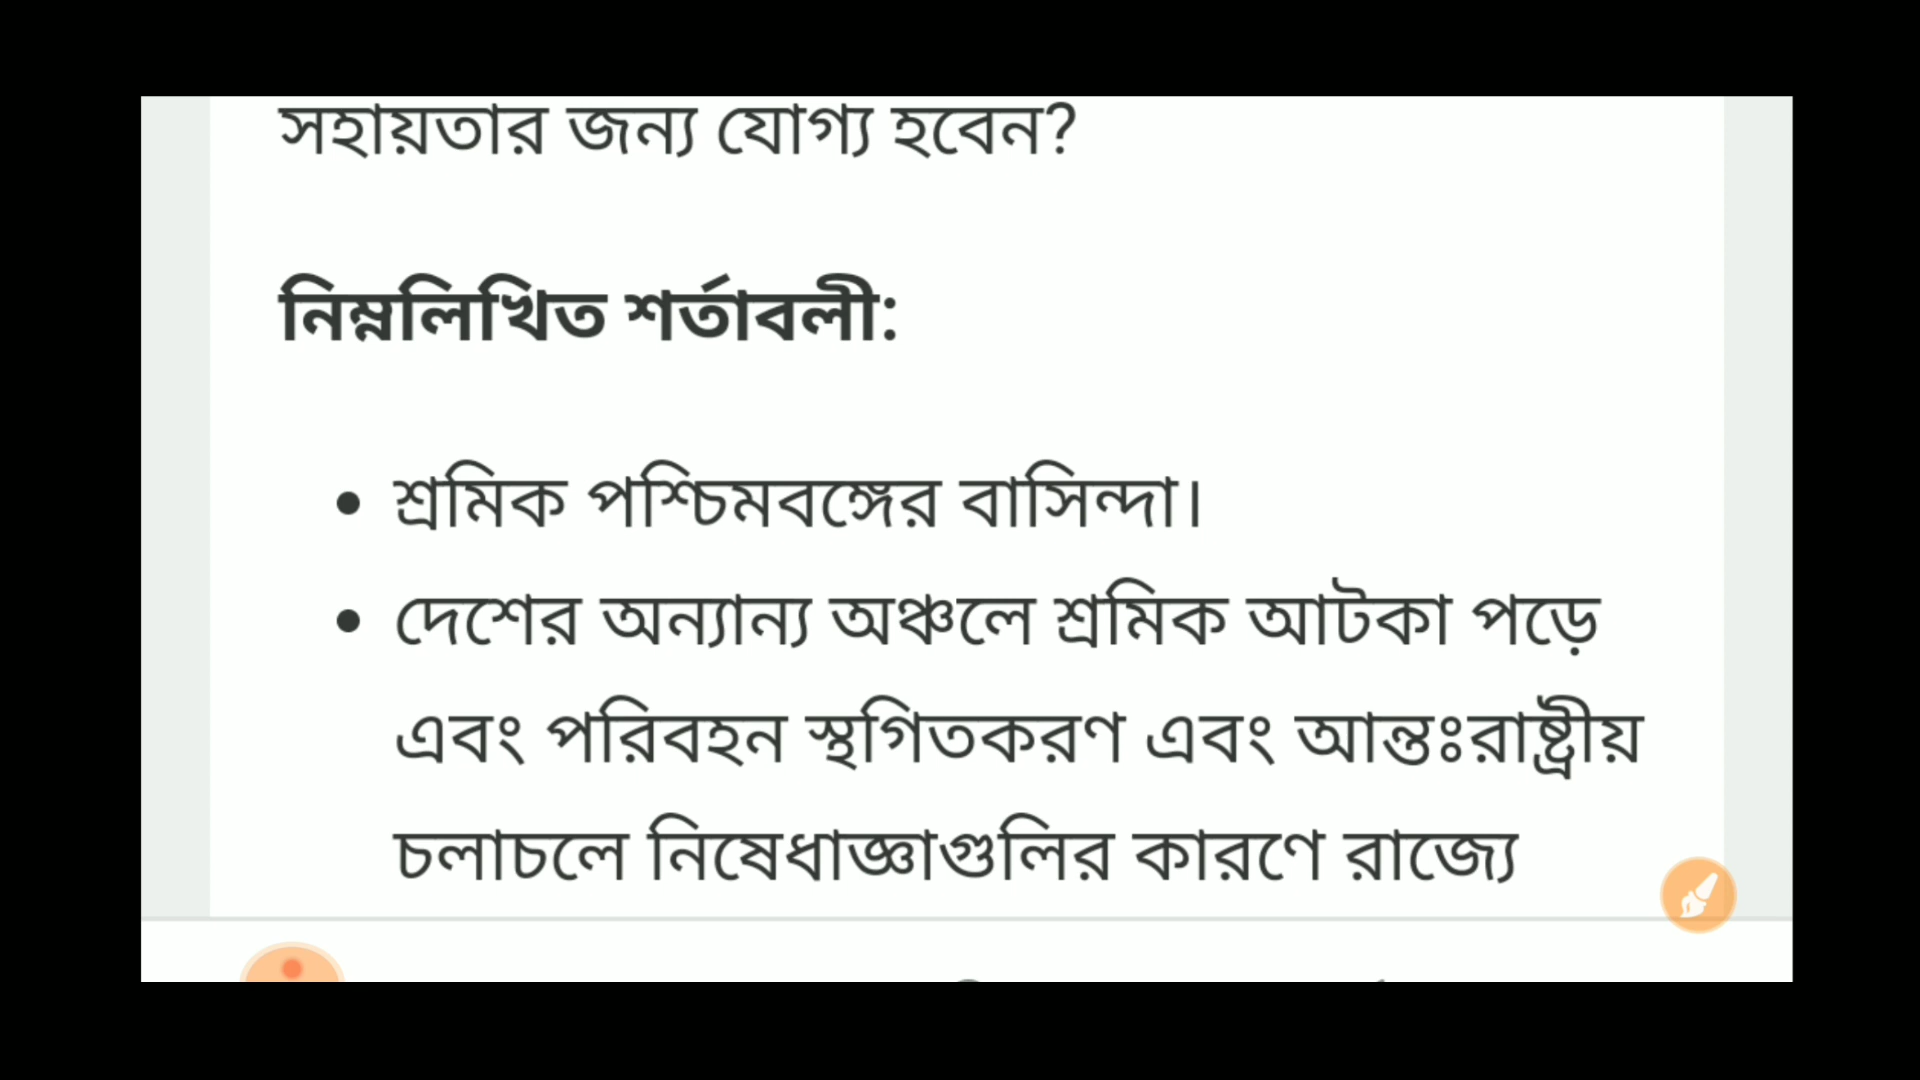 সহায়তার জন্য যোগ্য হবেন?
নিম্নলিখিত শর্তাবলী:
• শ্রমিক পশ্চিমবঙ্গের বাসিন্দা।
• দেশের অন্যান্য অঞ্চলে শ্রমিক আটকা পড়ে
এবং পরিবহন স্থগিতকরণ এবং আন্তঃরাষ্ট্রীয়
চলাচলে নিষেধাজ্ঞাগুলির কারণে রাজ্যে